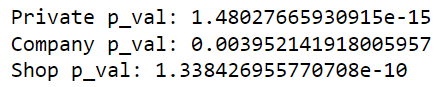 Private p_val: 1.48027665930915e-15
Company p_val: 0.003952141918005957
Shop p_val: 1.338426955770708e-10